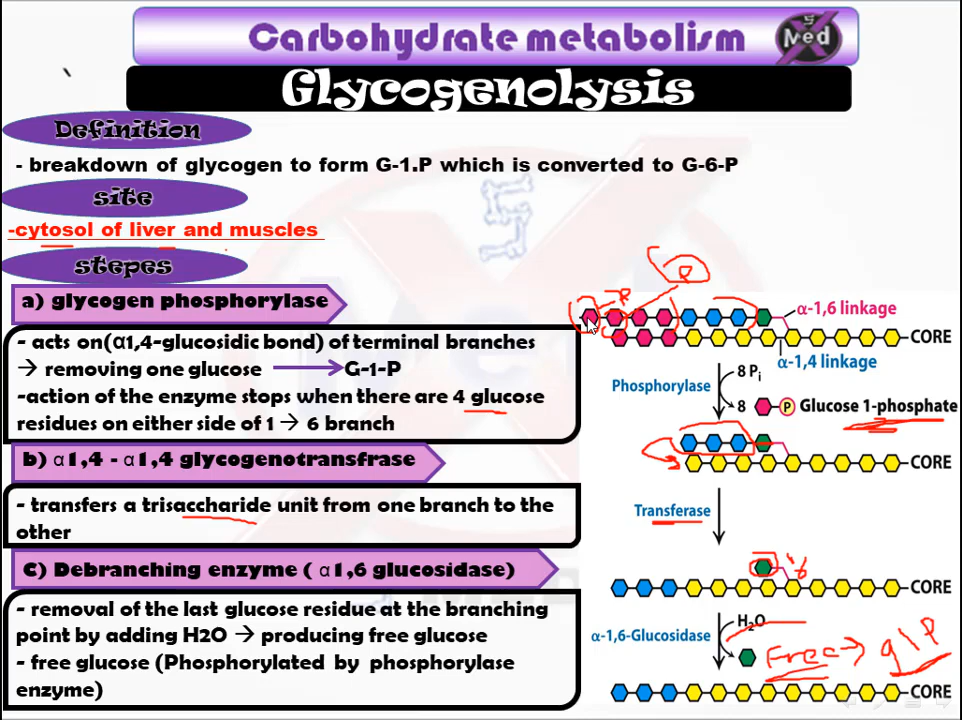 Carbohydrate metabolism
Med
Glycogenolysis
Definition
- breakdown of glycogen to form G-1.P which is converted to G-6-P
site
-cytosol of liver and muscles
stepes
a) glycogen phosphorylase
- acts on(α1,4-glucosidic bond) of terminal branches
→ removing one glucose → G-1-P
-action of the enzyme stops when there are 4 glucose
residues on either side of 1 → 6 branch
b) α1,4 - α1,4 glycogenotransfrase
- transfers a trisaccharide unit from one branch to the
other
C) Debranching enzyme ( α1,6 glucosidase)
- removal of the last glucose residue at the branching
point by adding H2O → producing free glucose
- free glucose (Phosphorylated by phosphorylase
enzyme)
α-1,6 linkage
CORE
α-1,4 linkage
Phosphorylase
8 Pi
8 P Glucose 1-phosphate
CORE
Transferase
CORE
H₂O
α-1,6-Glucosidase
Free → g1P
CORE